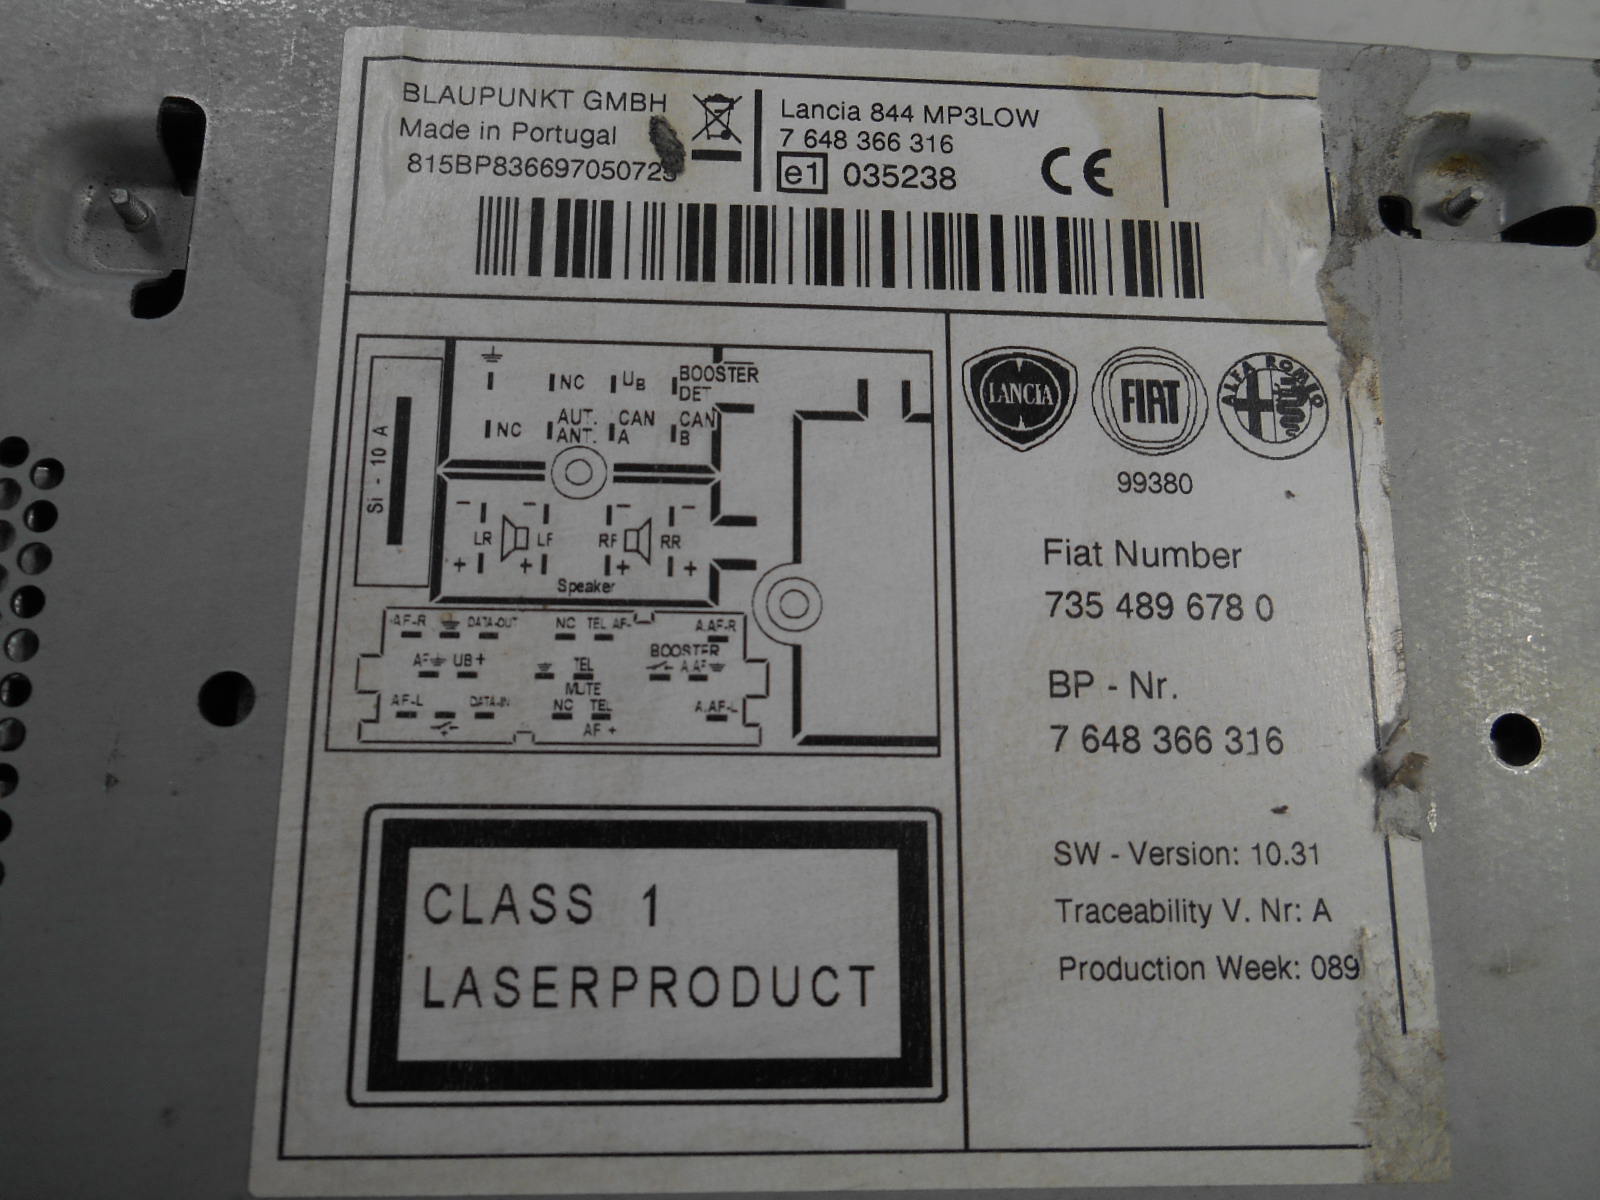 BLAUPUNKT GMBH
Made in Portugal
Lancia 844 MP3LOW
7 648 366 316
e1 035238 CE
Si - 10 A
NC UB BOOSTER DET
NC AUT. ANT. CAN A CAN B
- - - -
LR LF RF RR
+ + + +
Speaker
AF-R DATA-OUT NC TEL AF- A.AF-R
BOOSTER
AF UB+ TEL A.AF
MUTE
AF-L DATA-IN NC TEL A.AF-L
AF +
LANCIA FIAT ALFA ROMEO
99380
Fiat Number
735 489 678 0
BP - Nr.
7 648 366 316
SW - Version: 10.31
Traceability V. Nr: A
Production Week: 089
CLASS 1
LASERPRODUCT